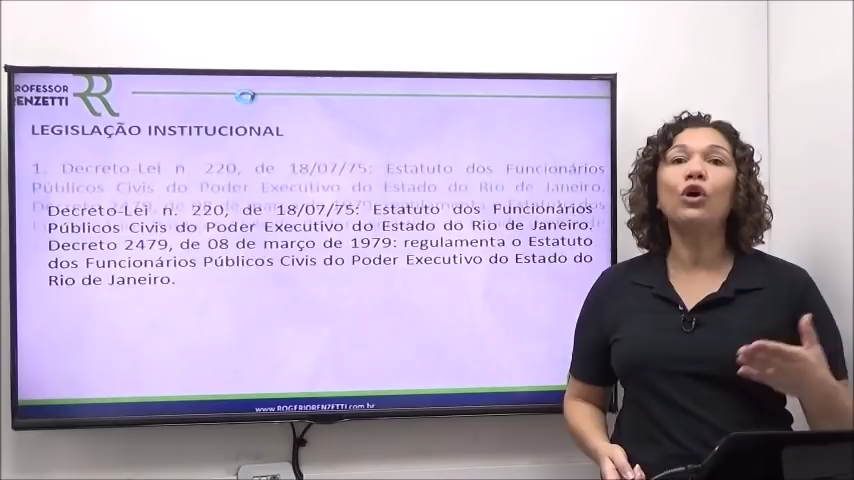 PROFESSOR
RENZETTI
LEGISLAÇÃO INSTITUCIONAL
1. Decreto-Lei n 220, de 18/07/75: Estatuto dos Funcionários
Públicos Civis do Poder Executivo do Estado do Rio de Janeiro.
Decreto-Lei n. 220, de 18/07/75: Estatuto dos Funcionários
Públicos Civis do Poder Executivo do Estado do Rio de Janeiro.
Decreto 2479, de 08 de março de 1979: regulamenta o Estatuto
dos Funcionários Públicos Civis do Poder Executivo do Estado do
Rio de Janeiro.
www.ROGERIORENZETTI.com.br